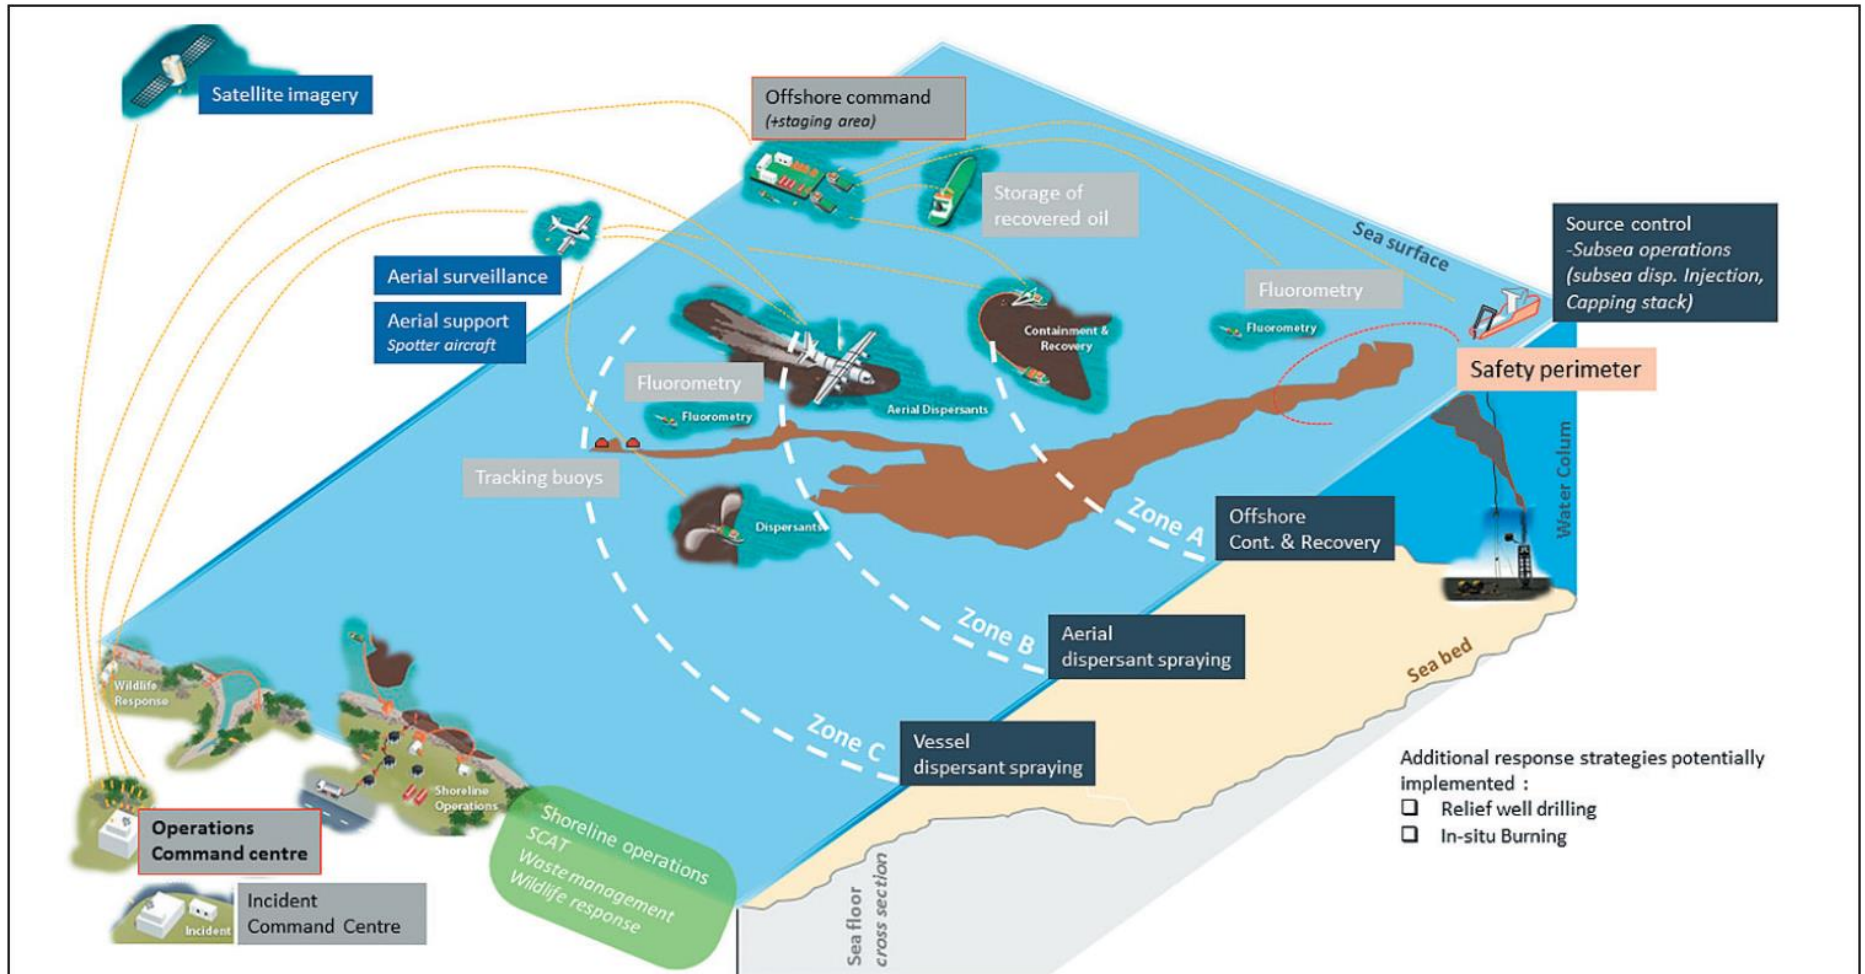 Satellite imagery
Offshore command
(+staging area)
Storage of
recovered oil
Sea surface
Source control
-Subsea operations
(subsea disp. Injection,
Capping stack)
Aerial surveillance
Aerial support
Spotter aircraft
Fluorometry
Fluorometry
Containment &
Recovery
Safety perimeter
Fluorometry
Fluorometry
Aerial Dispersants
Tracking buoys
Dispersants
Water Colum
Zone A
Offshore
Cont. & Recovery
Zone B
Aerial
dispersant spraying
Sea bed
Zone C
Vessel
dispersant spraying
Wildlife
Response
Shoreline
Operations
Operations
Command centre
Shoreline operations
SCAT
Waste management
Wildlife response
Incident
Incident
Command Centre
Sea floor
cross section
Additional response strategies potentially
implemented :
Relief well drilling
In-situ Burning